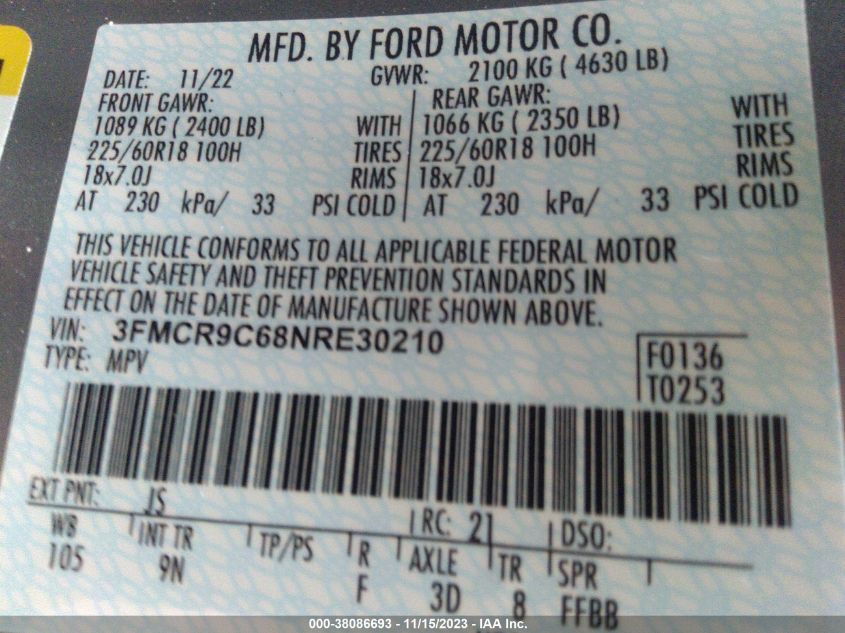 MFD. BY FORD MOTOR CO.
DATE: 11/22 GVWR: 2100 KG ( 4630 LB)
FRONT GAWR: REAR GAWR:
1089 KG ( 2400 LB) WITH 1066 KG ( 2350 LB) WITH
225/60R18 100H TIRES 225/60R18 100H TIRES
18x7.0J RIMS 18x7.0J RIMS
AT 230 kPa/ 33 PSI COLD AT 230 kPa/ 33 PSI COLD
THIS VEHICLE CONFORMS TO ALL APPLICABLE FEDERAL MOTOR
VEHICLE SAFETY AND THEFT PREVENTION STANDARDS IN
EFFECT ON THE DATE OF MANUFACTURE SHOWN ABOVE.
VIN: 3FMCR9C68NRE30210
TYPE: MPV
F0136
T0253
EXT PNT: JS RC: 21 DSO:
WB INT TR TP/PS R AXLE TR SPR
105 9N F 3D 8 FFBB
000-38086693 - 11/15/2023 - IAA Inc.